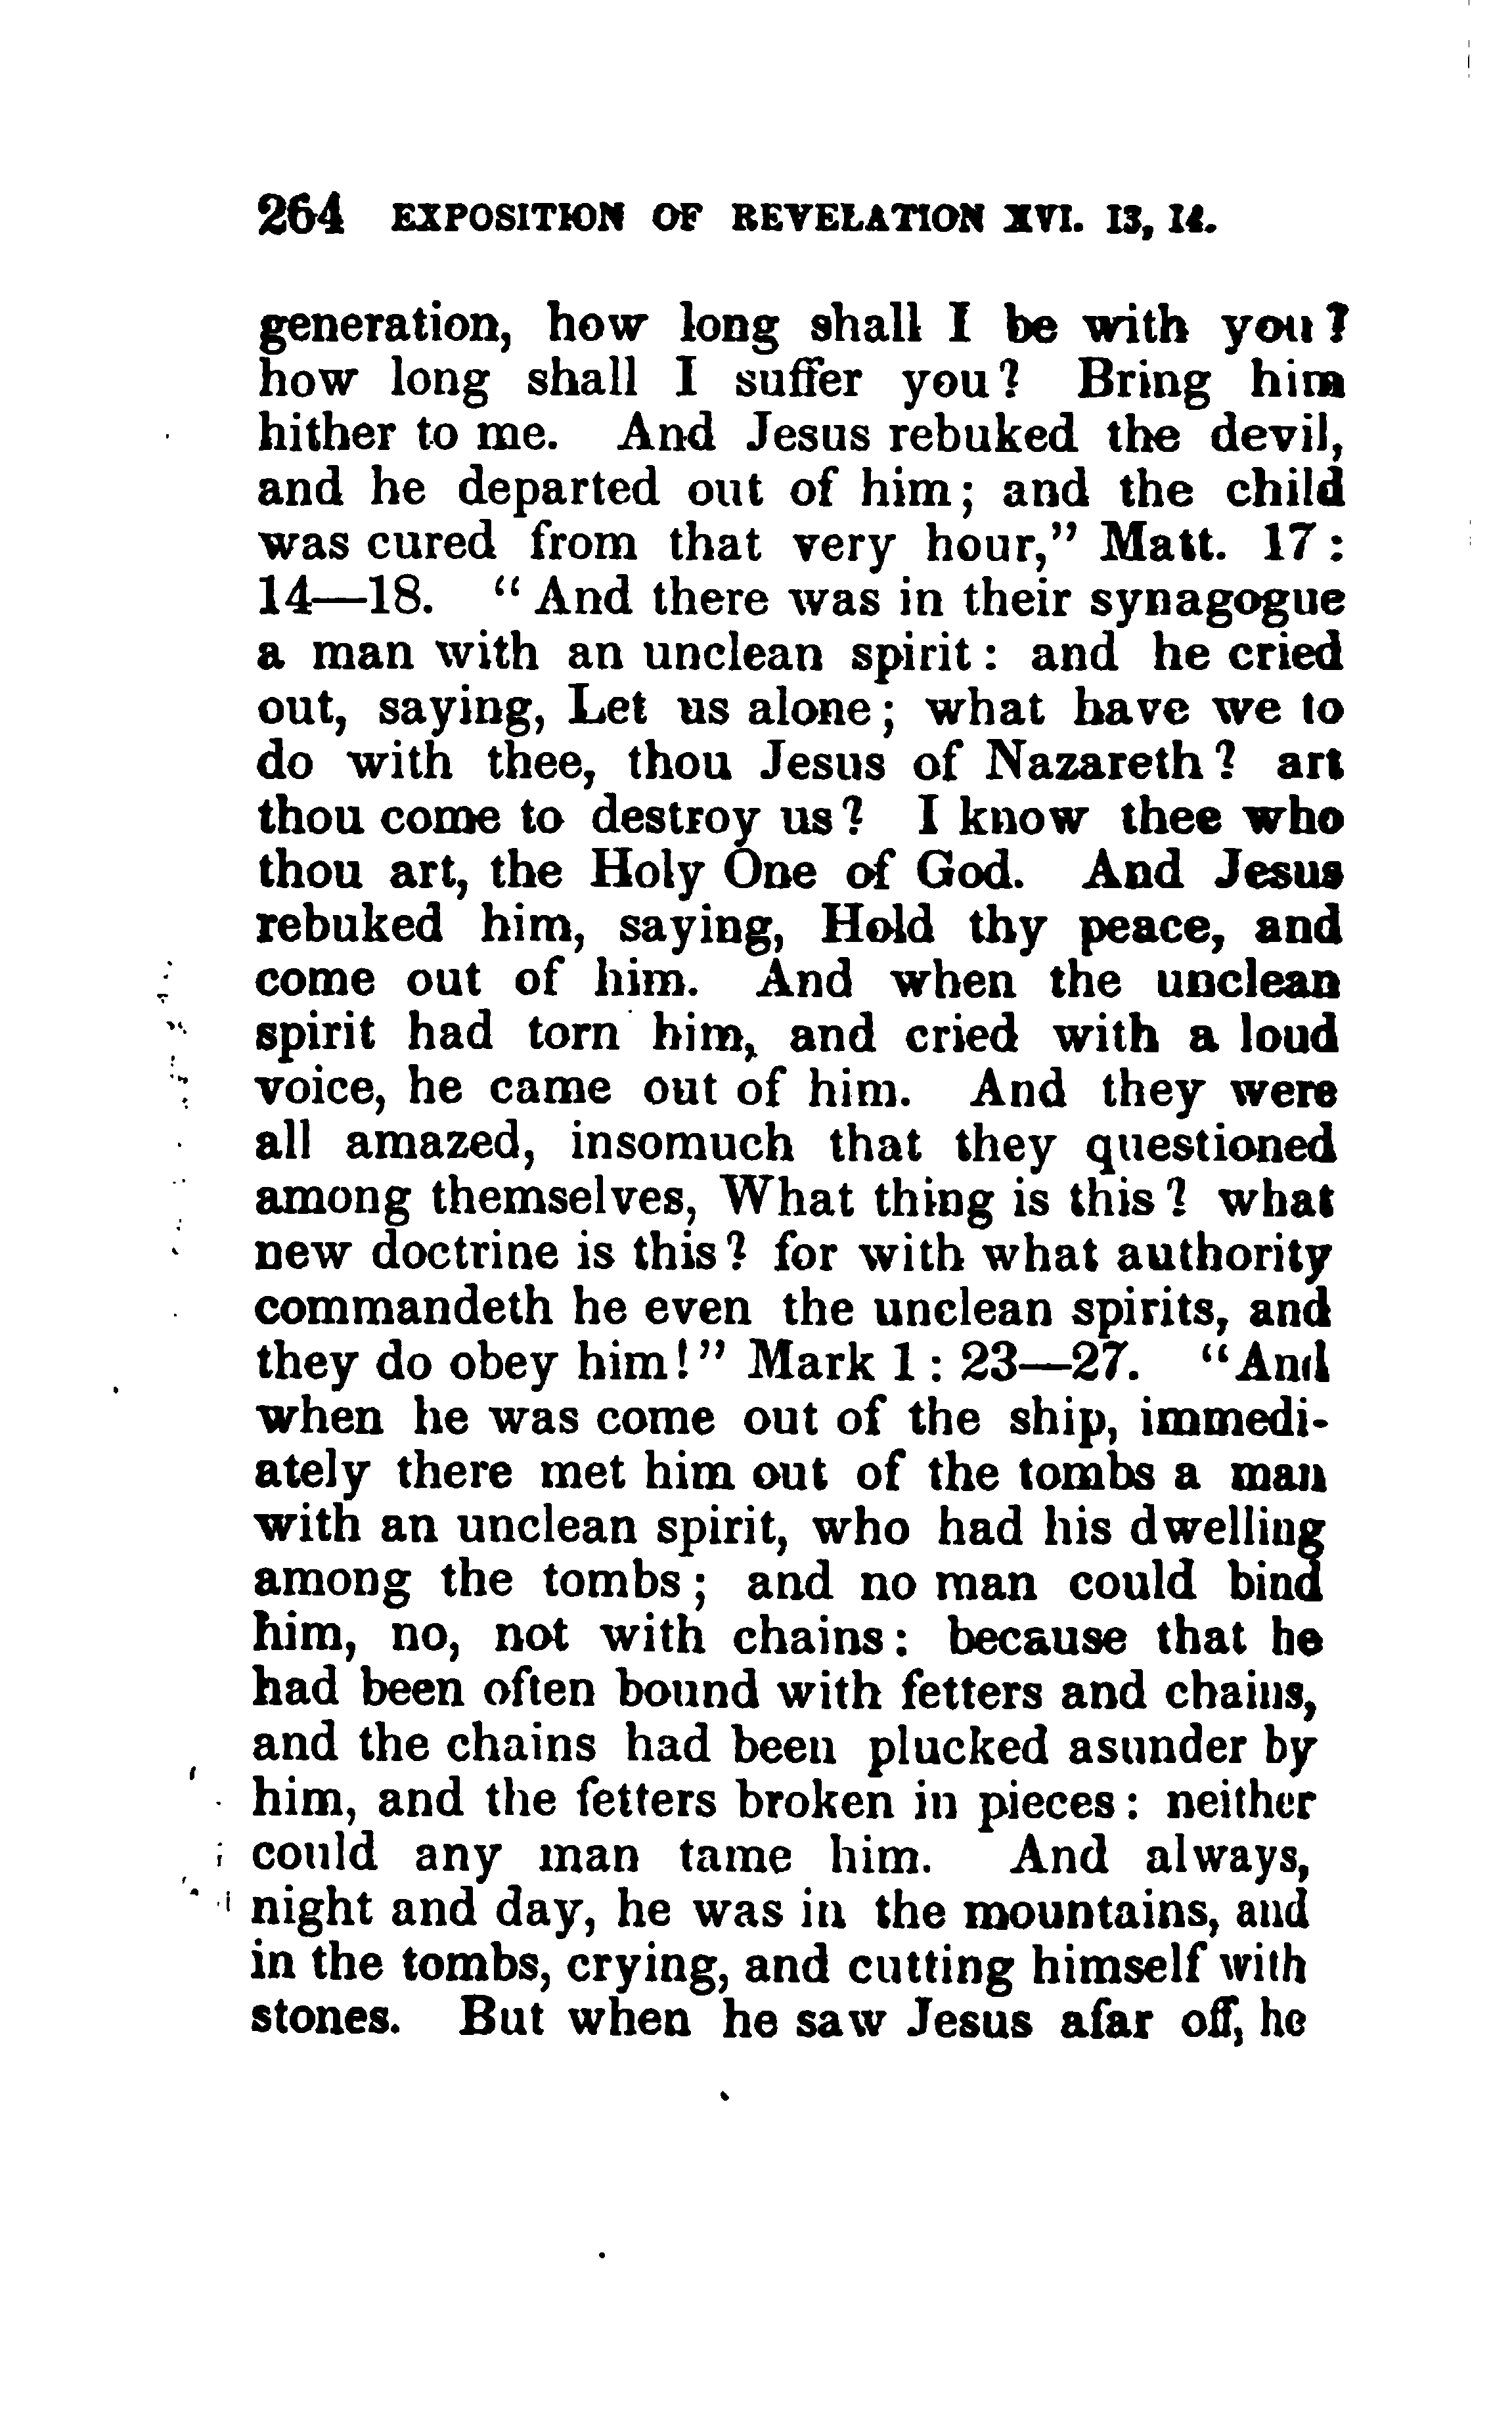 264 EXPOSITION OF REVELATION XVI. 13, 14.
generation, how long shall I be with you?
how long shall I suffer you? Bring him
hither to me. And Jesus rebuked the devil,
and he departed out of him; and the child
was cured from that very hour,” Matt. 17:
14—18. “And there was in their synagogue
a man with an unclean spirit: and he cried
out, saying, Let us alone; what have we to
do with thee, thou Jesus of Nazareth? art
thou come to destroy us? I know thee who
thou art, the Holy One of God. And Jesus
rebuked him, saying, Hold thy peace, and
come out of him. And when the unclean
spirit had torn him, and cried with a loud
voice, he came out of him. And they were
all amazed, insomuch that they questioned
among themselves, What thing is this? what
new doctrine is this? for with what authority
commandeth he even the unclean spirits, and
they do obey him!” Mark 1: 23—27. “And
when he was come out of the ship, immedi-
ately there met him out of the tombs a man
with an unclean spirit, who had his dwelling
among the tombs; and no man could bind
him, no, not with chains: because that he
had been often bound with fetters and chains,
and the chains had been plucked asunder by
him, and the fetters broken in pieces: neither
could any man tame him. And always,
night and day, he was in the mountains, and
in the tombs, crying, and cutting himself with
stones. But when he saw Jesus afar off, he